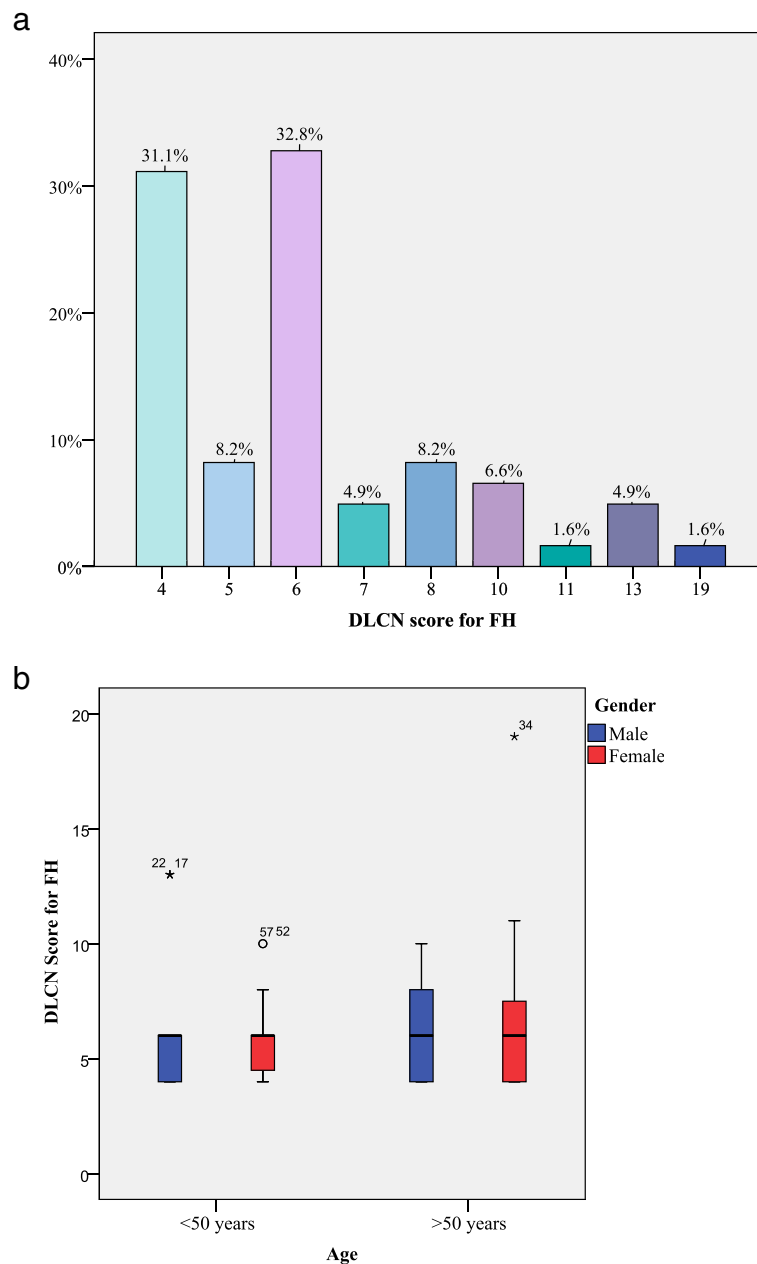 a
40%
30%
20%
10%
0%
31.1%
8.2%
32.8%
4.9%
8.2%
6.6%
1.6%
4.9%
1.6%
4 5 6 7 8 10 11 13 19
DLCN score for FH
b
DLCN Score for FH
20
15
10
5
0
22 17
57 52
34
Gender
Male
Female
<50 years >50 years
Age